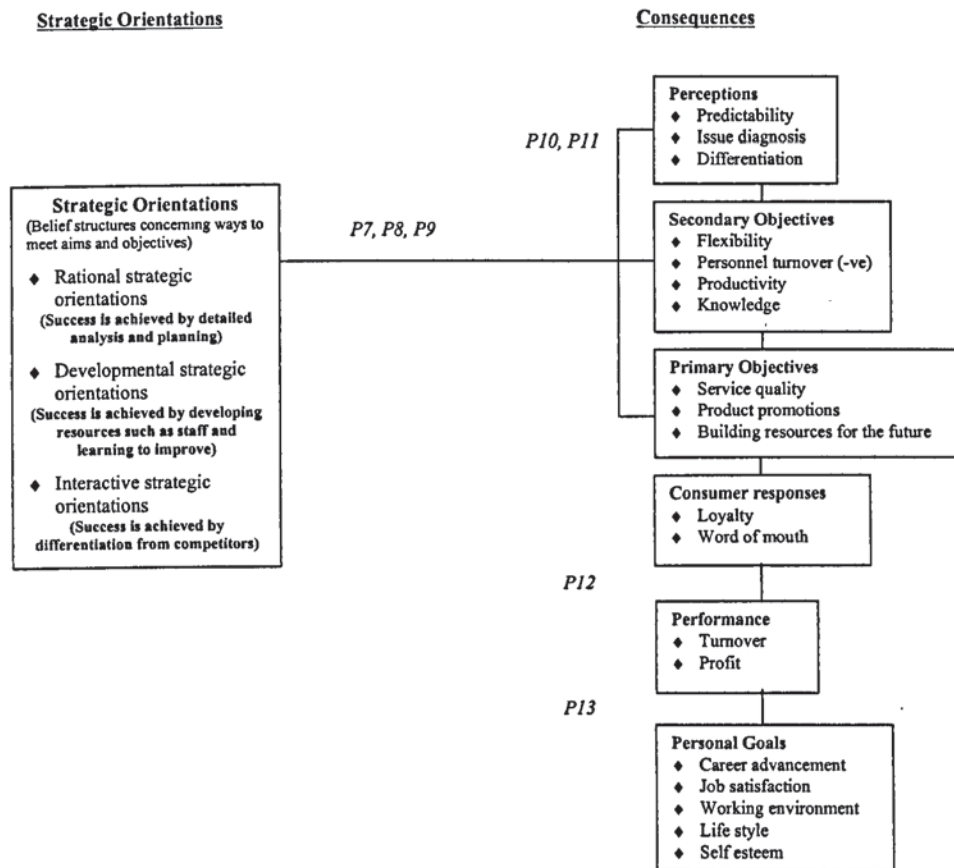 Strategic Orientations
Consequences
Perceptions
♦ Predictability
♦ Issue diagnosis
♦ Differentiation
P10, P11
Strategic Orientations
(Belief structures concerning ways to
meet aims and objectives)
♦ Rational strategic
orientations
(Success is achieved by detailed
analysis and planning)
♦ Developmental strategic
orientations
(Success is achieved by developing
resources such as staff and
learning to improve)
♦ Interactive strategic
orientations
(Success is achieved by
differentiation from competitors)
P7, P8, P9
Secondary Objectives
♦ Flexibility
♦ Personnel turnover (-ve)
♦ Productivity
♦ Knowledge
Primary Objectives
♦ Service quality
♦ Product promotions
♦ Building resources for the future
Consumer responses
♦ Loyalty
♦ Word of mouth
P12
Performance
♦ Turnover
♦ Profit
P13
Personal Goals
♦ Career advancement
♦ Job satisfaction
♦ Working environment
♦ Life style
♦ Self esteem